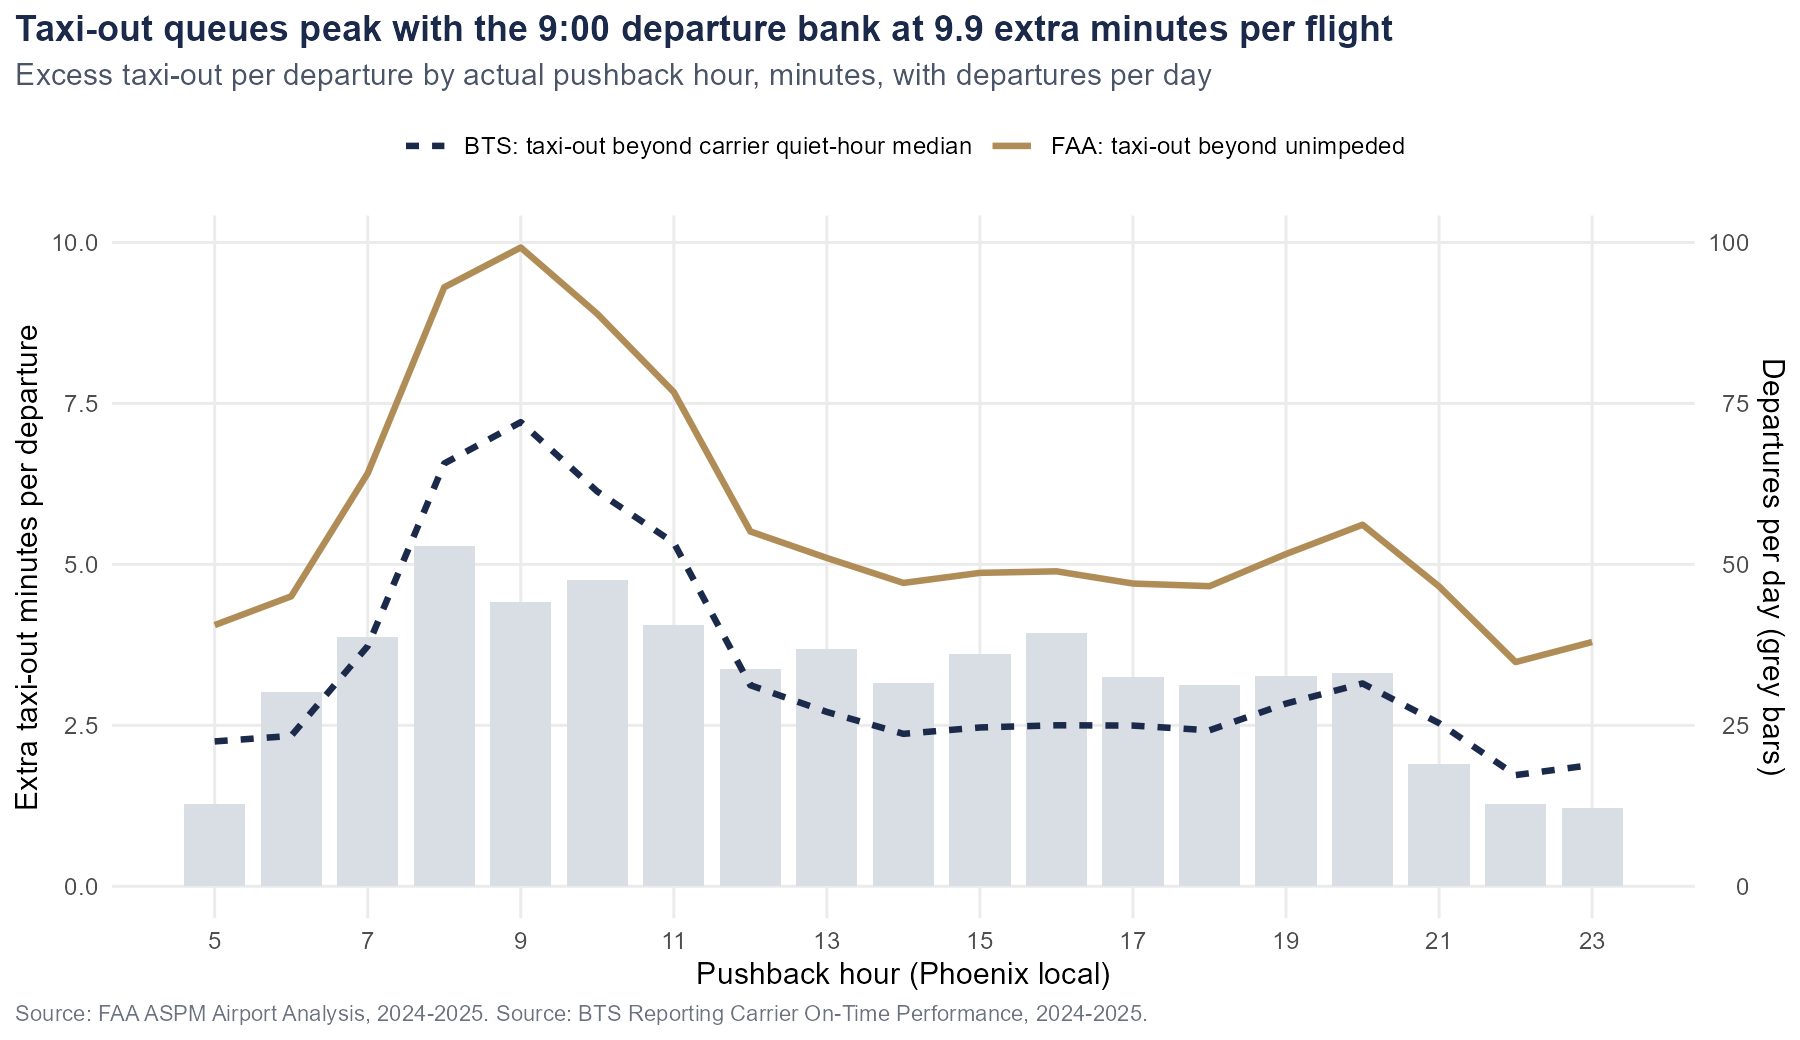 Taxi-out queues peak with the 9:00 departure bank at 9.9 extra minutes per flight
Excess taxi-out per departure by actual pushback hour, minutes, with departures per day
BTS: taxi-out beyond carrier quiet-hour median
FAA: taxi-out beyond unimpeded
Extra taxi-out minutes per departure
10.0
7.5
5.0
2.5
0.0
100
75
50
25
0
Departures per day (grey bars)
5
7
9
11
13
15
17
19
21
23
Pushback hour (Phoenix local)
Source: FAA ASPM Airport Analysis, 2024-2025. Source: BTS Reporting Carrier On-Time Performance, 2024-2025.